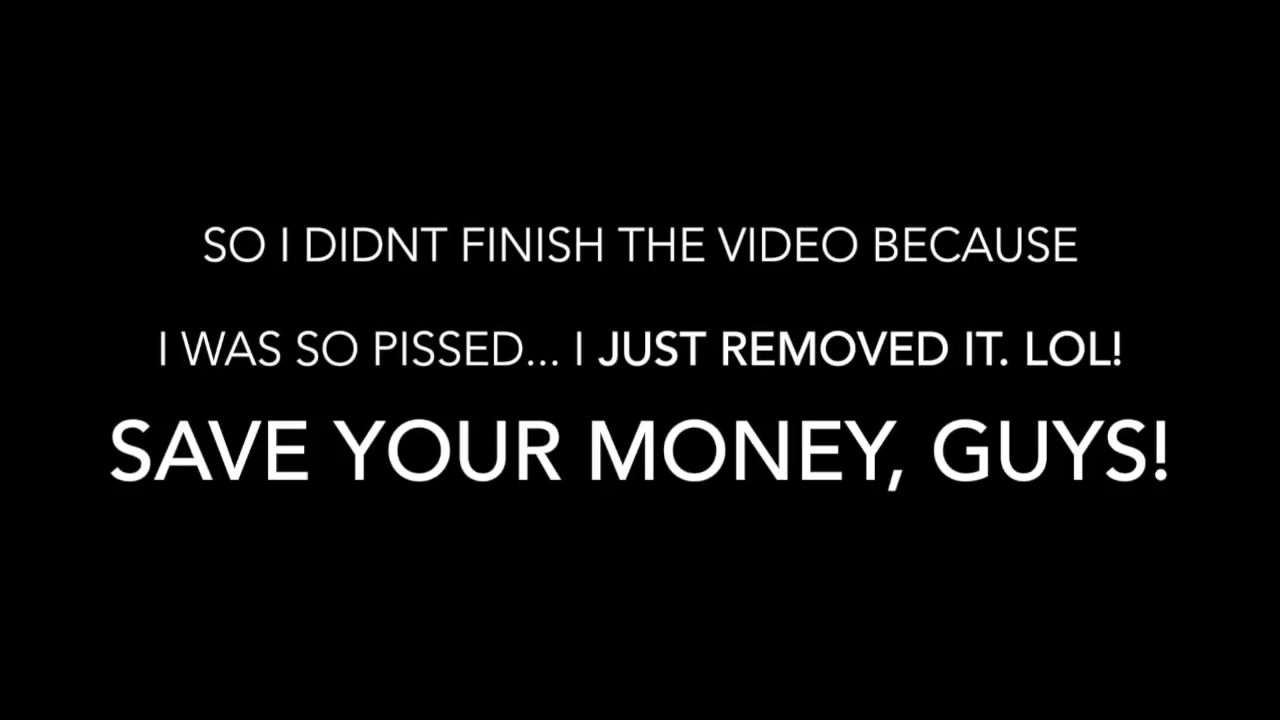 SO I DIDNT FINISH THE VIDEO BECAUSE
I WAS SO PISSED... I JUST REMOVED IT. LOL!
SAVE YOUR MONEY, GUYS!